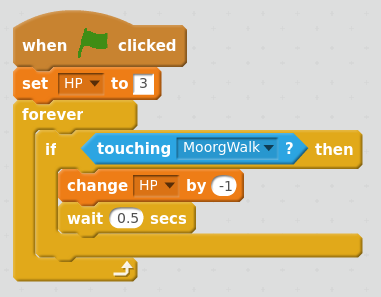 when clicked
set HP to 3
forever
if touching MoorgWalk ? then
change HP by -1
wait 0.5 secs